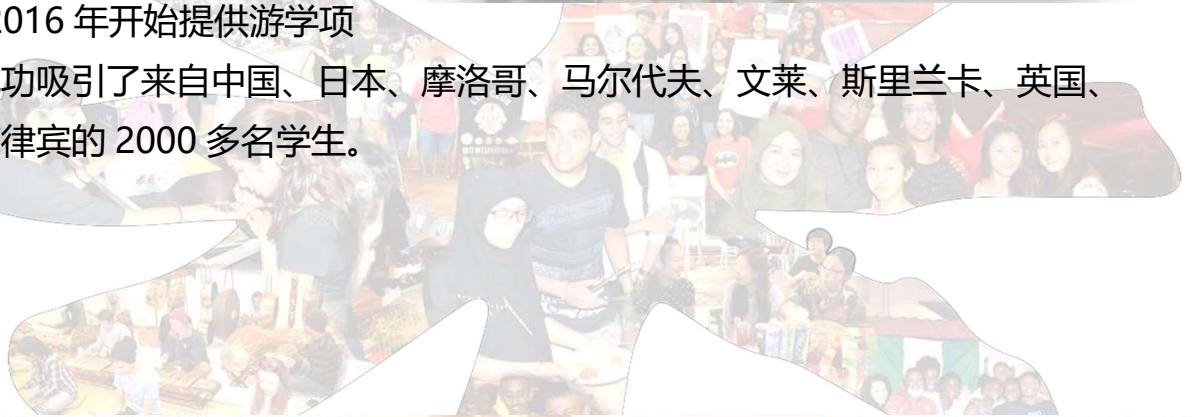 2016 年开始提供游学项
功吸引了来自中国、日本、摩洛哥、马尔代夫、文莱、斯里兰卡、英国、
律宾的 2000 多名学生。